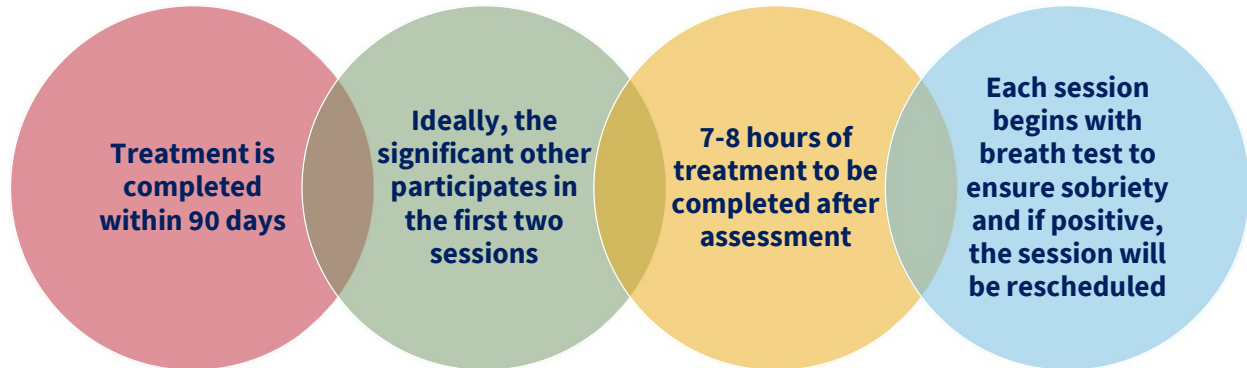 Treatment is
completed
within 90 days
Ideally, the
significant other
participates in
the first two
sessions
7-8 hours of
treatment to be
completed after
assessment
Each session
begins with
breath test to
ensure sobriety
and if positive,
the session will
be rescheduled